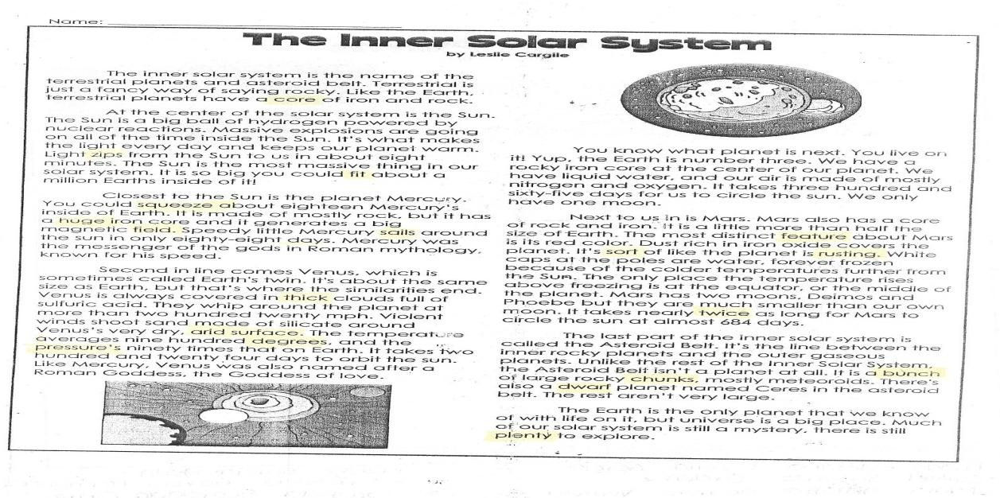 Name:
The Inner Solar System
by Leslie Cargile
The inner solar system is the name of the
terrestrial planets and asteroid belt. Terrestrial is
just a fancy way of saying rocky. Like the Earth,
terrestrial planets have a core of iron and rock.
At the center of the solar system is the Sun.
The Sun is a big ball of hydrogen powered by
nuclear reactions. Massive explosions are going
on all of the time inside the Sun. It's what makes
the light every day and keeps our planet warm.
Light zips from the Sun to us in about eight
minutes. The Sun is the most massive thing in our
solar system. It is so big you could fit about a
million Earths inside of it!
Closest to the Sun is the planet Mercury.
You could squeeze about eighteen Mercury's
inside of Earth. It is made of mostly rock, but it has
a huge iron core and it generates a big
magnetic field. Speedy little Mercury sails around
the sun in only eighty-eight days. Mercury was
the messenger of the gods in Roman mythology,
known for his speed.
Second in line comes Venus, which is
sometimes called Earth's twin. It's about the same
size as Earth, but that's where the similarities end.
Venus is always covered in thick clouds full of
sulfuric acid. They whip around the planet at
more than two hundred twenty mph. Violent
winds shoot sand made of silicate around
Venus's very dry, arid surface. The temperature
averages nine hundred degrees, and the
pressure's ninety times that on Earth. It takes two
hundred and twenty four days to orbit the sun.
Like Mercury, Venus was also named after a
Roman Goddess, the Goddess of love.
You know what planet is next. You live on
it! Yup, the Earth is number three. We have a
rocky iron core at the center of our planet. We
have liquid water, and our air is made of mostly
nitrogen and oxygen. It takes three hundred and
sixty-five days for us to circle the sun. We only
have one moon.
Next to us in is Mars. Mars also has a core
of rock and iron. It is a little more than half the
size of Earth. The most distinct feature about Mars
is its red color. Dust rich in iron oxide covers the
planet. It's sort of like the planet is rusting. White
caps at the poles are water, forever frozen
because of the colder temperatures further from
the Sun. The only place the temperature rises
above freezing is at the equator, or the middle of
the planet. Mars has two moons, Deimos and
Phoebe but they are much smaller than our own
moon. It takes nearly twice as long for Mars to
circle the sun at almost 684 days.
The last part of the inner solar system is
called the Asteroid Belt. It's the line between the
inner rocky planets and the outer gaseous
planets. Unlike the rest of the Inner Solar System,
the Asteroid Belt isn't a planet at all. It is a bunch
of large rocky chunks, mostly meteoroids. There's
also a dwarf planet named Ceres in the asteroid
belt. The rest aren't very large.
The Earth is the only planet that we know
of with life on it, but universe is a big place. Much
of our solar system is still a mystery, there is still
plenty to explore.